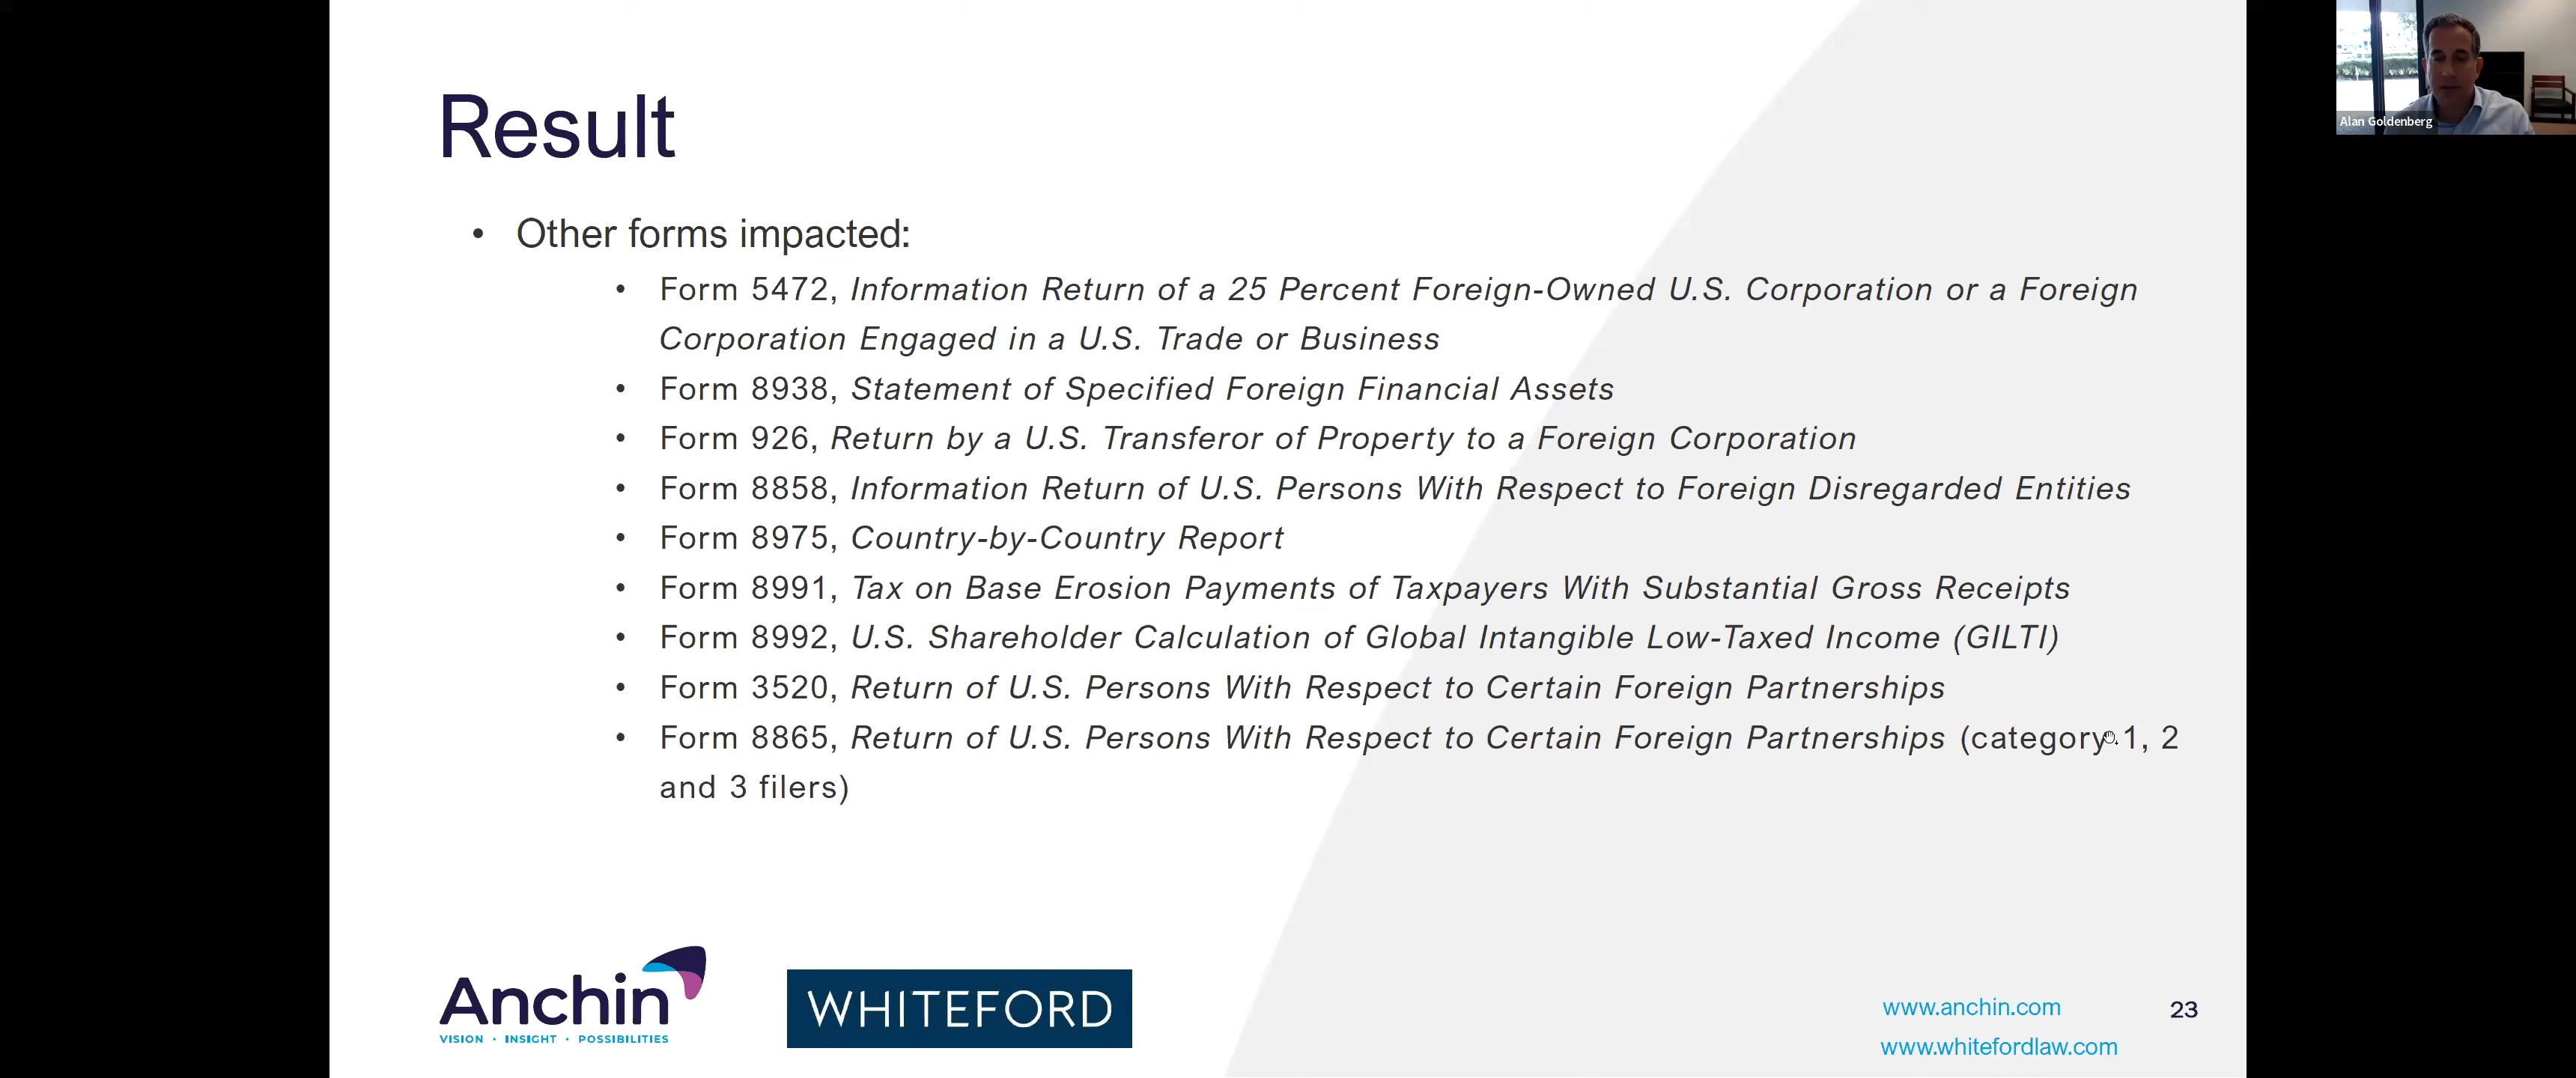 Alan Goldenberg
Result
• Other forms impacted:
• Form 5472, Information Return of a 25 Percent Foreign-Owned U.S. Corporation or a Foreign
Corporation Engaged in a U.S. Trade or Business
• Form 8938, Statement of Specified Foreign Financial Assets
• Form 926, Return by a U.S. Transferor of Property to a Foreign Corporation
• Form 8858, Information Return of U.S. Persons With Respect to Foreign Disregarded Entities
• Form 8975, Country-by-Country Report
• Form 8991, Tax on Base Erosion Payments of Taxpayers With Substantial Gross Receipts
• Form 8992, U.S. Shareholder Calculation of Global Intangible Low-Taxed Income (GILTI)
• Form 3520, Return of U.S. Persons With Respect to Certain Foreign Partnerships
• Form 8865, Return of U.S. Persons With Respect to Certain Foreign Partnerships (category 1, 2
and 3 filers)
Anchin
VISION · INSIGHT · POSSIBILITIES
WHITEFORD
www.anchin.com
23
www.whitefordlaw.com